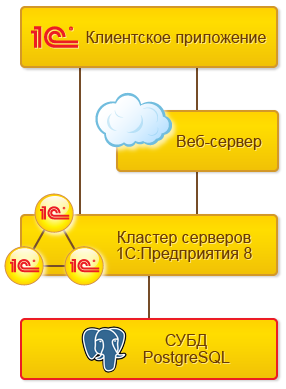 1С Клиентское приложение
Веб-сервер
1С
Кластер серверов
1С:Предприятия 8
1С 1С
СУБД
PostgreSQL